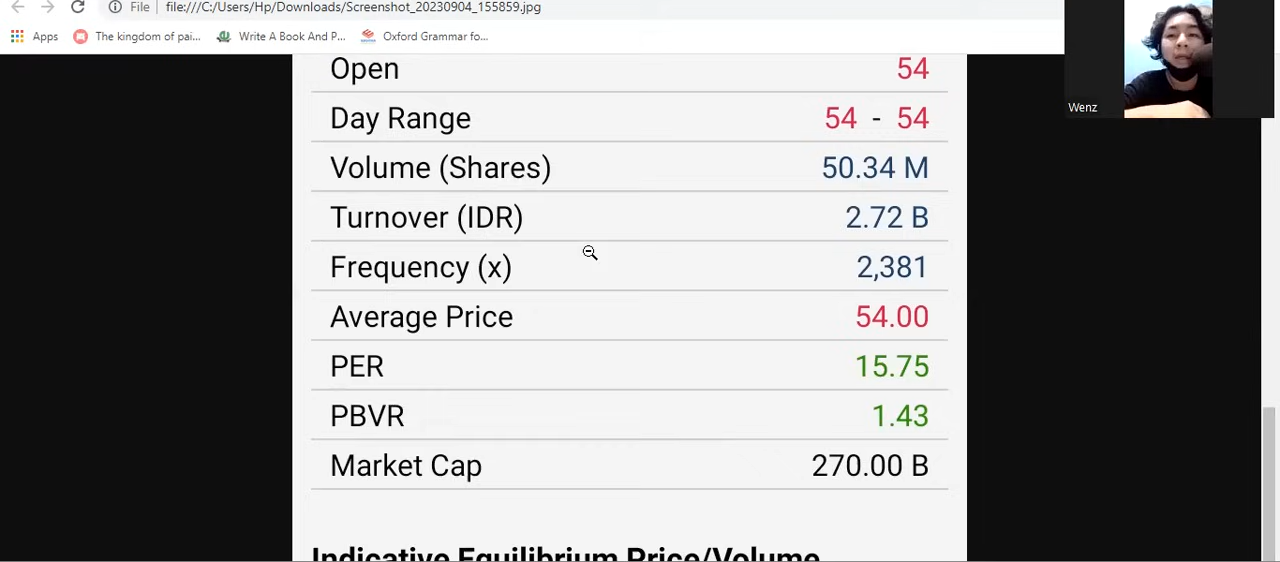 File file:///C:/Users/Hp/Downloads/Screenshot_20230904_155859.jpg
Apps The kingdom of pai... Write A Book And P... Oxford Grammar fo...
Wenz
Open 54
Day Range 54 - 54
Volume (Shares) 50.34 M
Turnover (IDR) 2.72 B
Frequency (x) 2,381
Average Price 54.00
PER 15.75
PBVR 1.43
Market Cap 270.00 B
Indicative Equilibrium Price/Volume